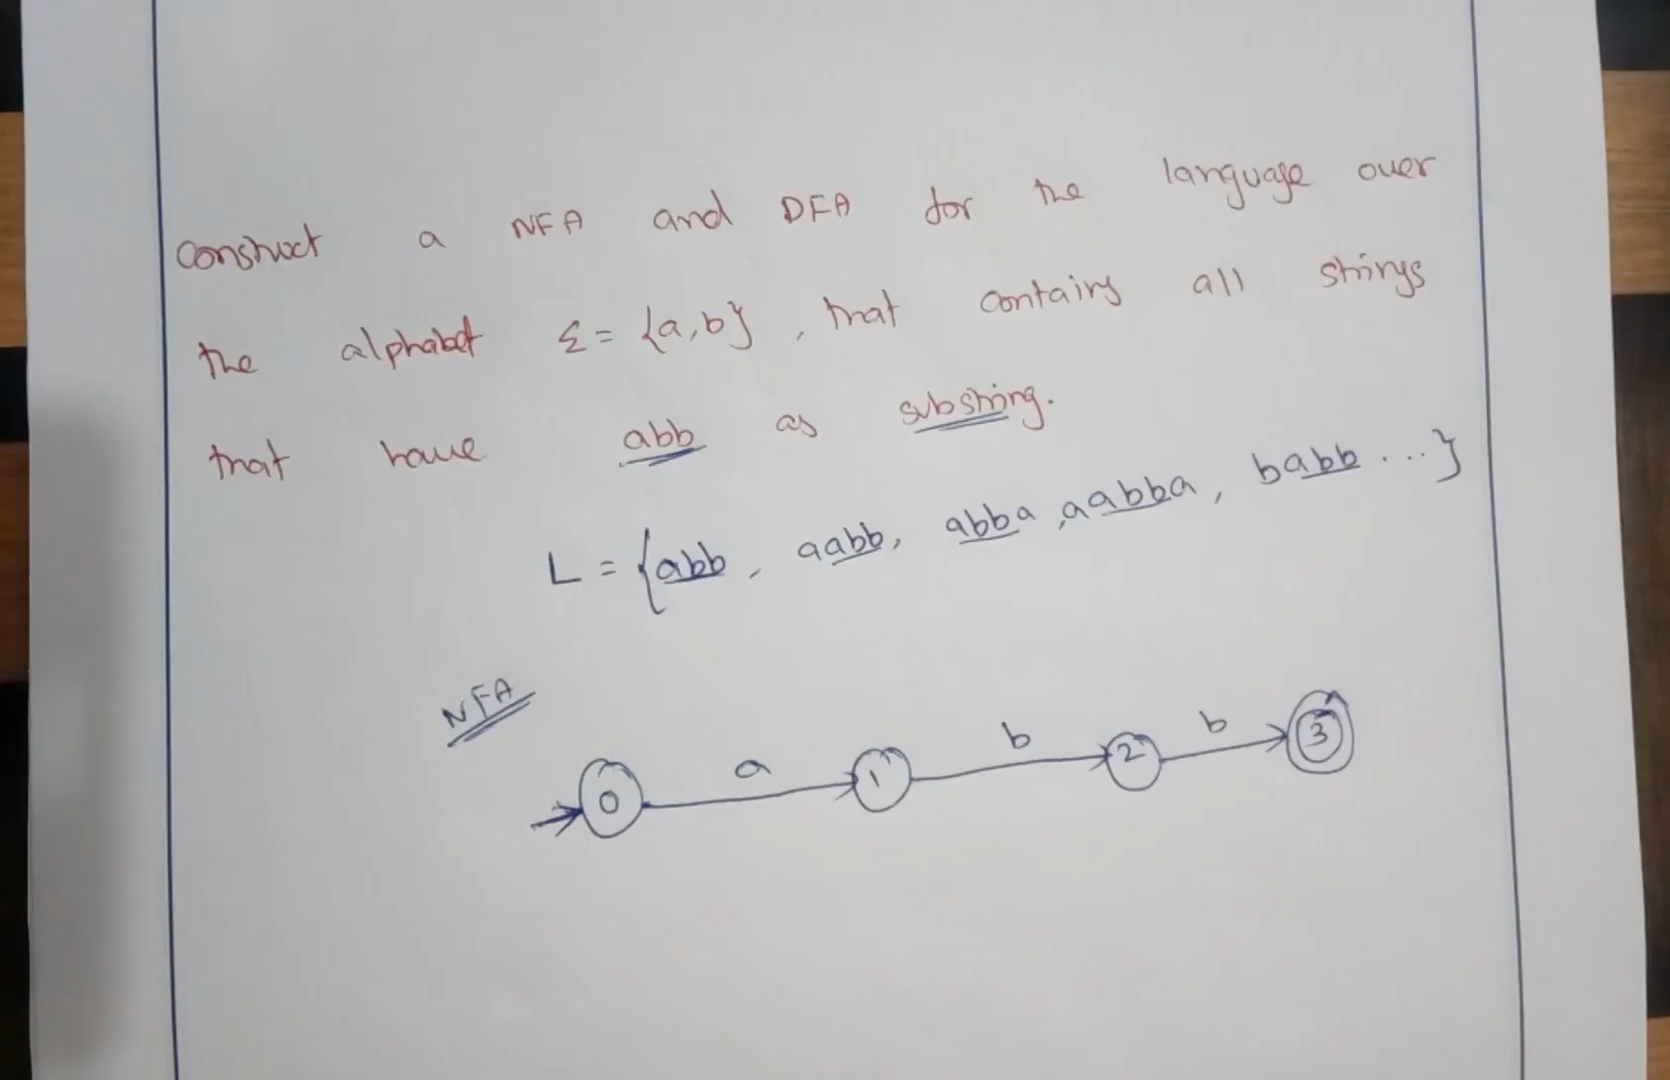 construct a NFA and DFA for the language over
the alphabet Σ = {a,b} , that contains all strings
that have abb as substring.
L = {abb, aabb, abba, aabba, babb ...}
NFA
0 a 1 b 2 b 3